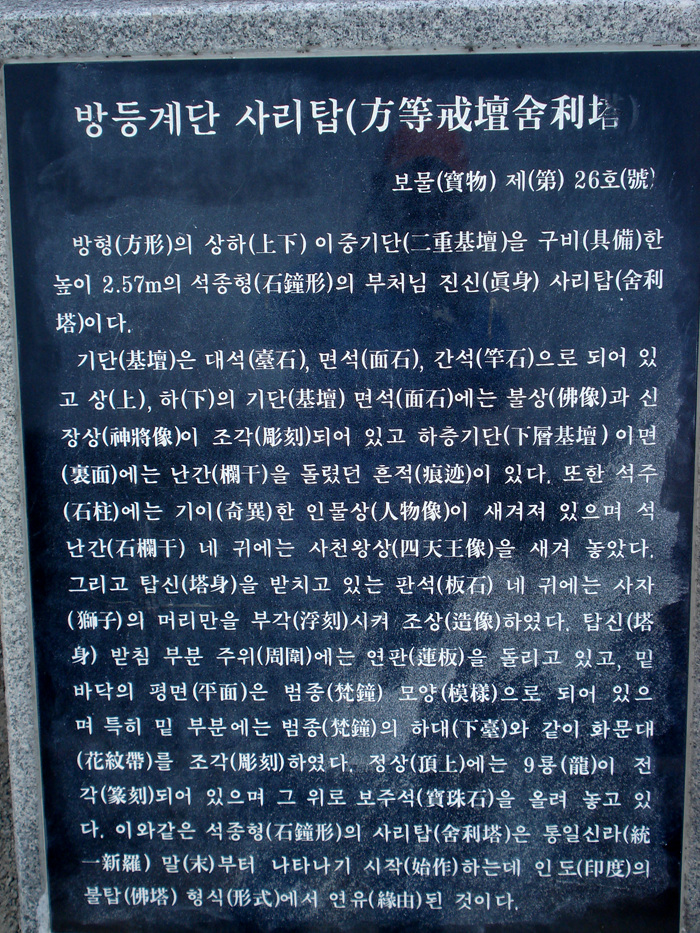 방등계단 사리탑(方等戒壇舍利塔)
보물(寶物) 제(第) 26호(號)
방형(方形)의 상하(上下) 이중기단(二重基壇)을 구비(具備)한
높이 2.57m의 석종형(石鐘形)의 부처님 진신(眞身) 사리탑(舍利
塔)이다.
기단(基壇)은 대석(臺石), 면석(面石), 간석(竿石)으로 되어 있
고 상(上), 하(下)의 기단(基壇) 면석(面石)에는 불상(佛像)과 신
장상(神將像)이 조각(彫刻)되어 있고 하층기단(下層基壇) 이면
(裏面)에는 난간(欄干)을 돌렸던 흔적(痕迹)이 있다. 또한 석주
(石柱)에는 기이(奇異)한 인물상(人物像)이 새겨져 있으며 석
난간(石欄干) 네 귀에는 사천왕상(四天王像)을 새겨 놓았다.
그리고 탑신(塔身)을 받치고 있는 판석(板石) 네 귀에는 사자
(獅子)의 머리만을 부각(浮刻)시켜 조상(造像)하였다. 탑신(塔
身) 받침 부분 주위(周圍)에는 연판(蓮板)을 돌리고 있고, 밑
바닥의 평면(平面)은 범종(梵鐘) 모양(模樣)으로 되어 있으
며 특히 밑 부분에는 범종(梵鐘)의 하대(下臺)와 같이 화문대
(花紋帶)를 조각(彫刻)하였다. 정상(頂上)에는 9룡(龍)이 전
각(篆刻)되어 있으며 그 위로 보주석(寶珠石)을 올려 놓고 있
다. 이와같은 석종형(石鐘形)의 사리탑(舍利塔)은 통일신라(統
一新羅) 말(末)부터 나타나기 시작(始作)하는데 인도(印度)의
불탑(佛塔) 형식(形式)에서 연유(緣由)된 것이다.